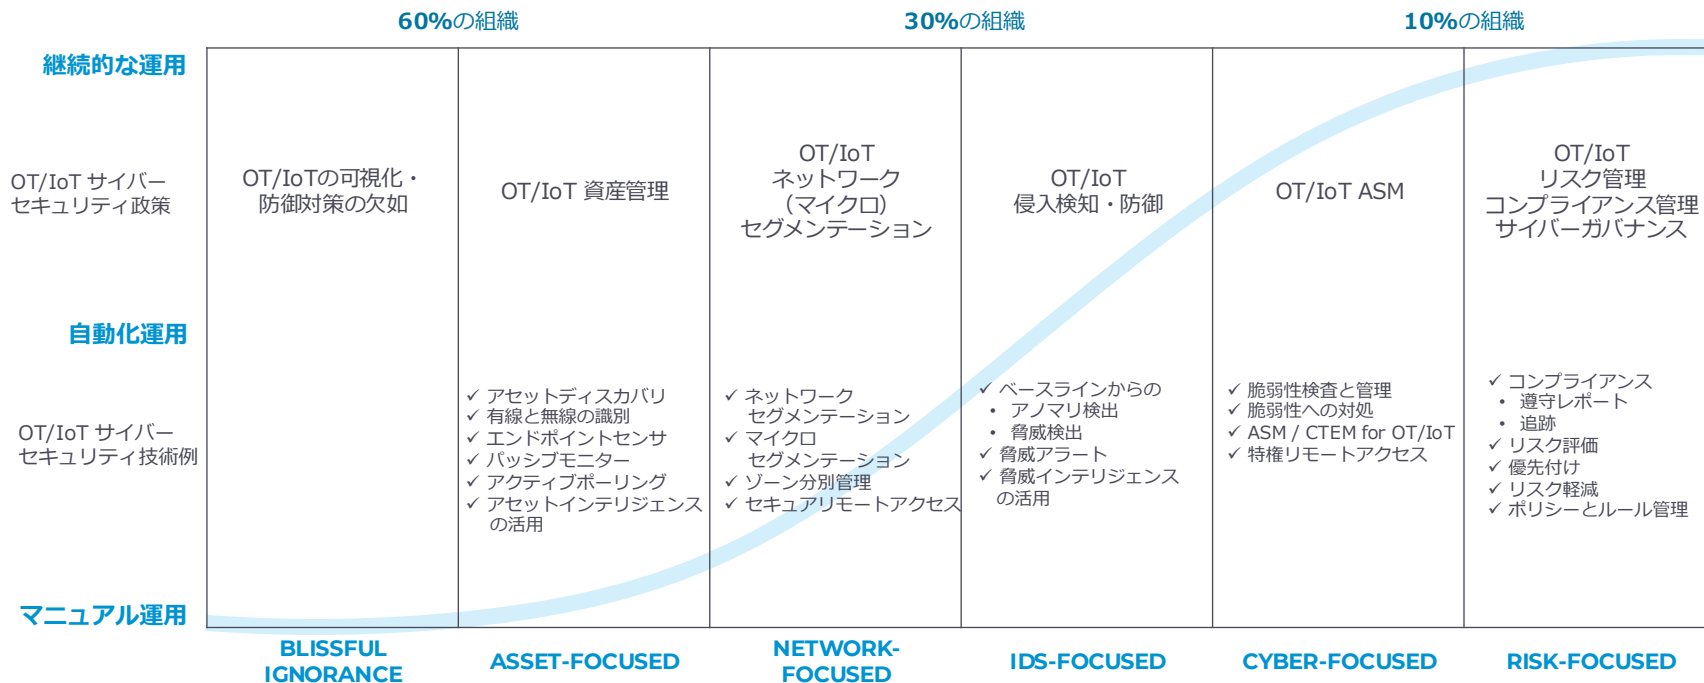 60%の組織
30%の組織
10%の組織
継続的な運用
OT/IoT サイバー
セキュリティ政策
OT/IoTの可視化・
防御対策の欠如
OT/IoT 資産管理
OT/IoT
ネットワーク
（マイクロ）
セグメンテーション
OT/IoT
侵入検知・防御
OT/IoT ASM
OT/IoT
リスク管理
コンプライアンス管理
サイバーガバナンス
自動化運用
OT/IoT サイバー
セキュリティ技術例
✓ アセットディスカバリ
✓ 有線と無線の識別
✓ エンドポイントセンサ
✓ パッシブモニター
✓ アクティブポーリング
✓ アセットインテリジェンス
の活用
✓ ネットワーク
セグメンテーション
✓ マイクロ
セグメンテーション
✓ ゾーン分別管理
✓ セキュアリモートアクセス
✓ ベースラインからの
• アノマリ検出
• 脅威検出
✓ 脅威アラート
✓ 脅威インテリジェンス
の活用
✓ 脆弱性検査と管理
✓ 脆弱性への対処
✓ ASM / CTEM for OT/IoT
✓ 特権リモートアクセス
✓ コンプライアンス
• 遵守レポート
• 追跡
✓ リスク評価
✓ 優先付け
✓ リスク軽減
✓ ポリシーとルール管理
マニュアル運用
BLISSFUL
IGNORANCE
ASSET-FOCUSED
NETWORK-
FOCUSED
IDS-FOCUSED
CYBER-FOCUSED
RISK-FOCUSED